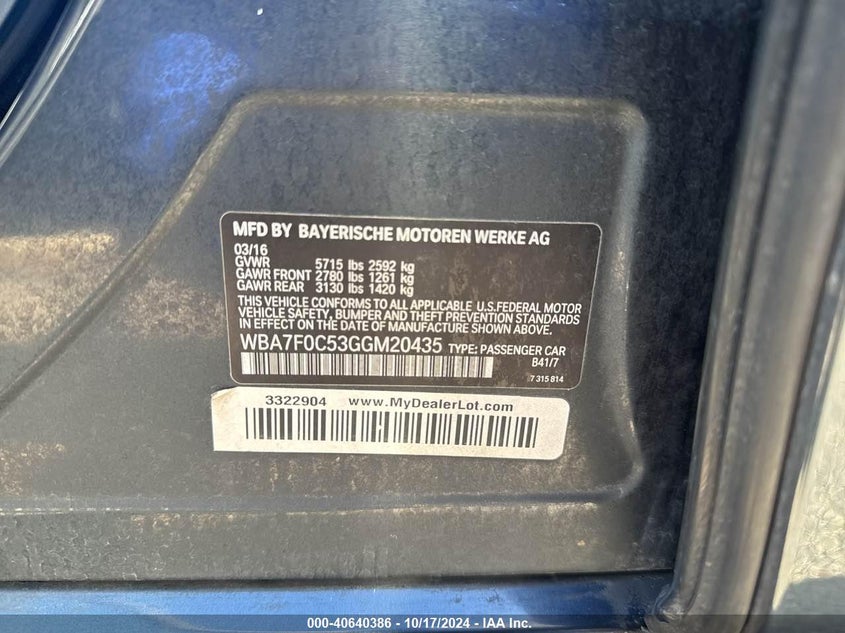 MFD BY BAYERISCHE MOTOREN WERKE AG
03/16
GVWR 5715 lbs 2592 kg
GAWR FRONT 2780 lbs 1261 kg
GAWR REAR 3130 lbs 1420 kg
THIS VEHICLE CONFORMS TO ALL APPLICABLE U.S.FEDERAL MOTOR
VEHICLE SAFETY, BUMPER AND THEFT PREVENTION STANDARDS
IN EFFECT ON THE DATE OF MANUFACTURE SHOWN ABOVE.
WBA7F0C53GGM20435 TYPE: PASSENGER CAR
B41/7
7 315 814
3322904 www.MyDealerLot.com
000-40640386 - 10/17/2024 - IAA Inc.